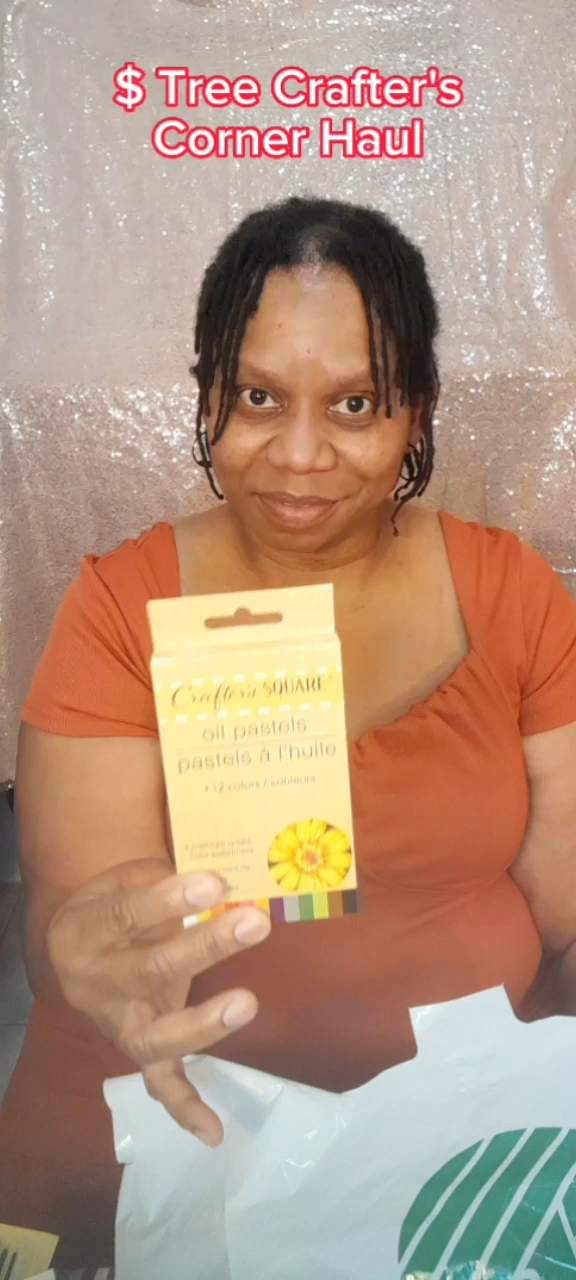 $ Tree Crafter's
Corner Haul
Crafter's SQUARE
oil pastels
pastels à l'huile
12 colors / couleurs